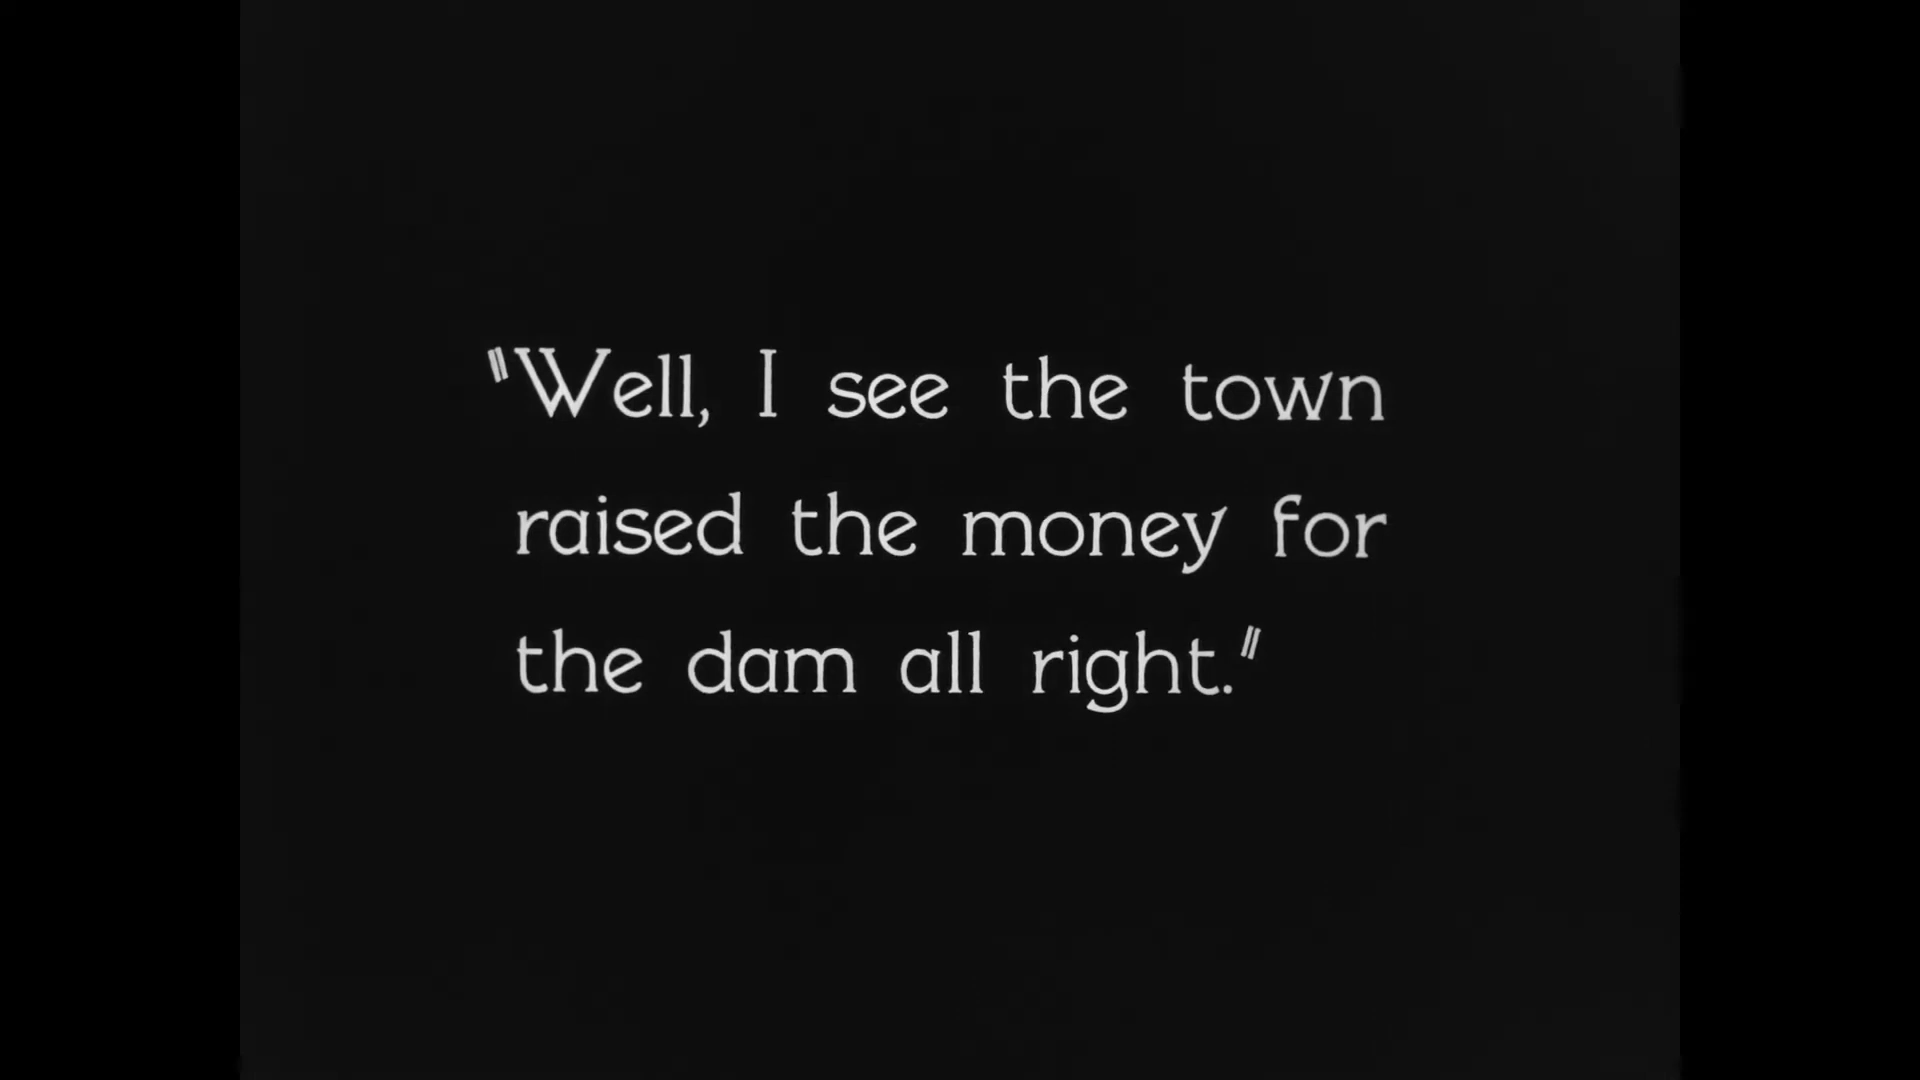 "Well, I see the town
raised the money for
the dam all right."